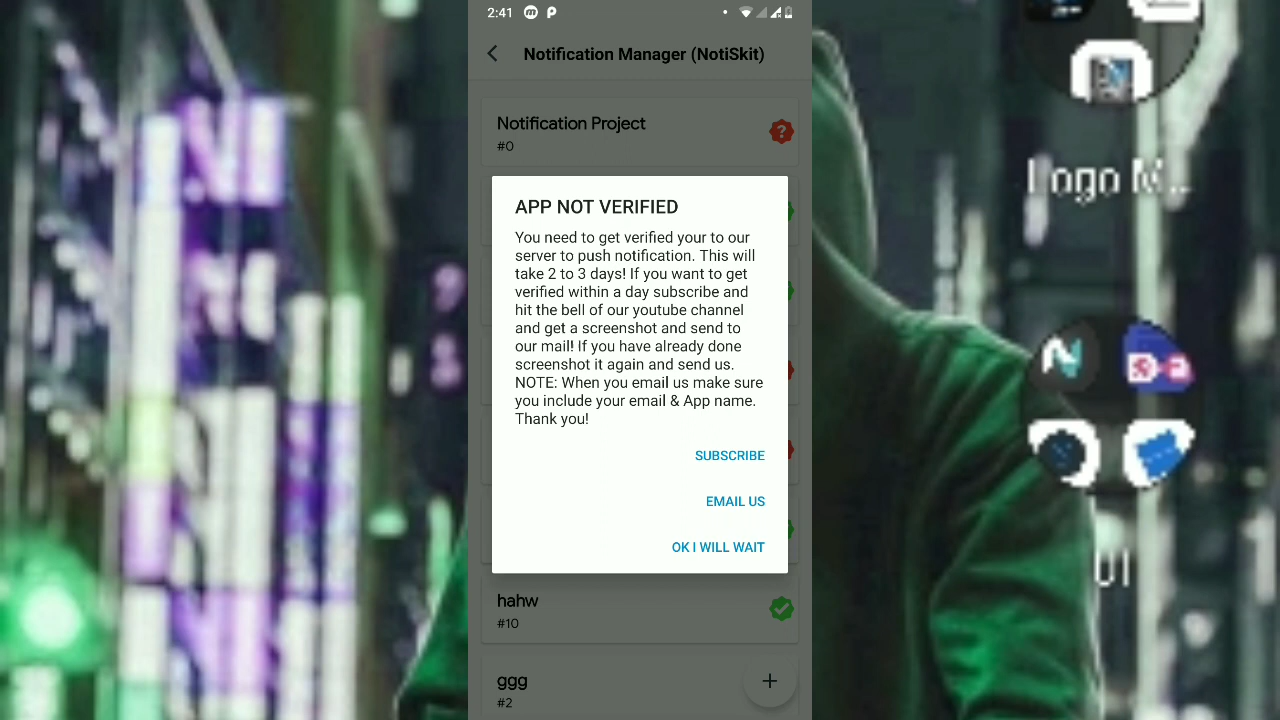 2:41
Notification Manager (NotiSkit)
Notification Project
#0
APP NOT VERIFIED
You need to get verified your to our
server to push notification. This will
take 2 to 3 days! If you want to get
verified within a day subscribe and
hit the bell of our youtube channel
and get a screenshot and send to
our mail! If you have already done
screenshot it again and send us.
NOTE: When you email us make sure
you include your email & App name.
Thank you!
SUBSCRIBE
EMAIL US
OK I WILL WAIT
hahw
#10
ggg
#2
Logo M...
UI